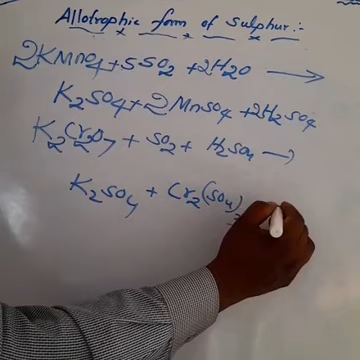 Allotrophic form of Sulphur:-
2KMnO4+5SO2+2H2O →
K2SO4+2MnSO4+2H2SO4
K2Cr2O7 + SO2 + H2SO4 →
K2SO4 + Cr2(SO4)